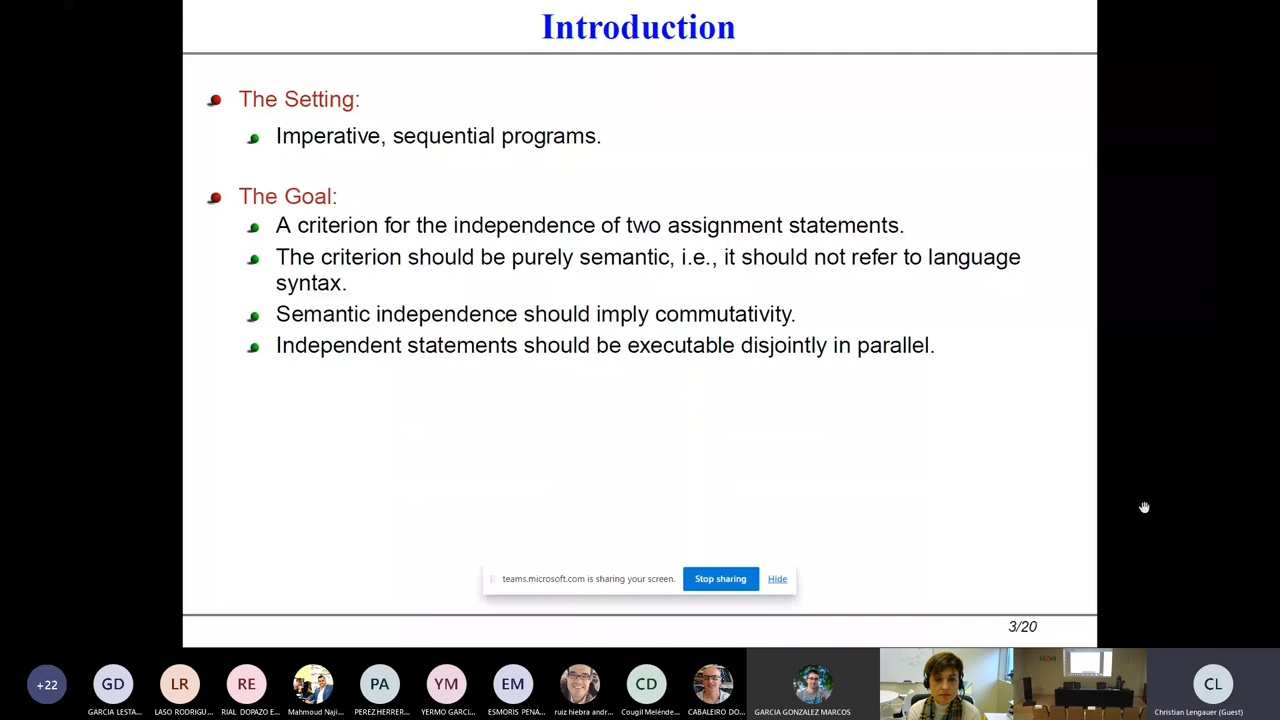 Introduction
The Setting:
Imperative, sequential programs.
The Goal:
A criterion for the independence of two assignment statements.
The criterion should be purely semantic, i.e., it should not refer to language
syntax.
Semantic independence should imply commutativity.
Independent statements should be executable disjointly in parallel.
teams.microsoft.com is sharing your screen.
Stop sharing
Hide
3/20
+22
GD
LR
RE
PA
YM
EM
CD
CL
GARCIA LESTA...
LASO RODRIGU...
RIAL DOPAZO E...
Mahmoud Naji...
PEREZ HERRER...
YERMO GARCI...
ESMORIS PENA...
ruiz hiebra andr...
Cougil Melénde...
CABALEIRO DO...
GARCIA GONZALEZ MARCOS
Christian Lengauer (Guest)